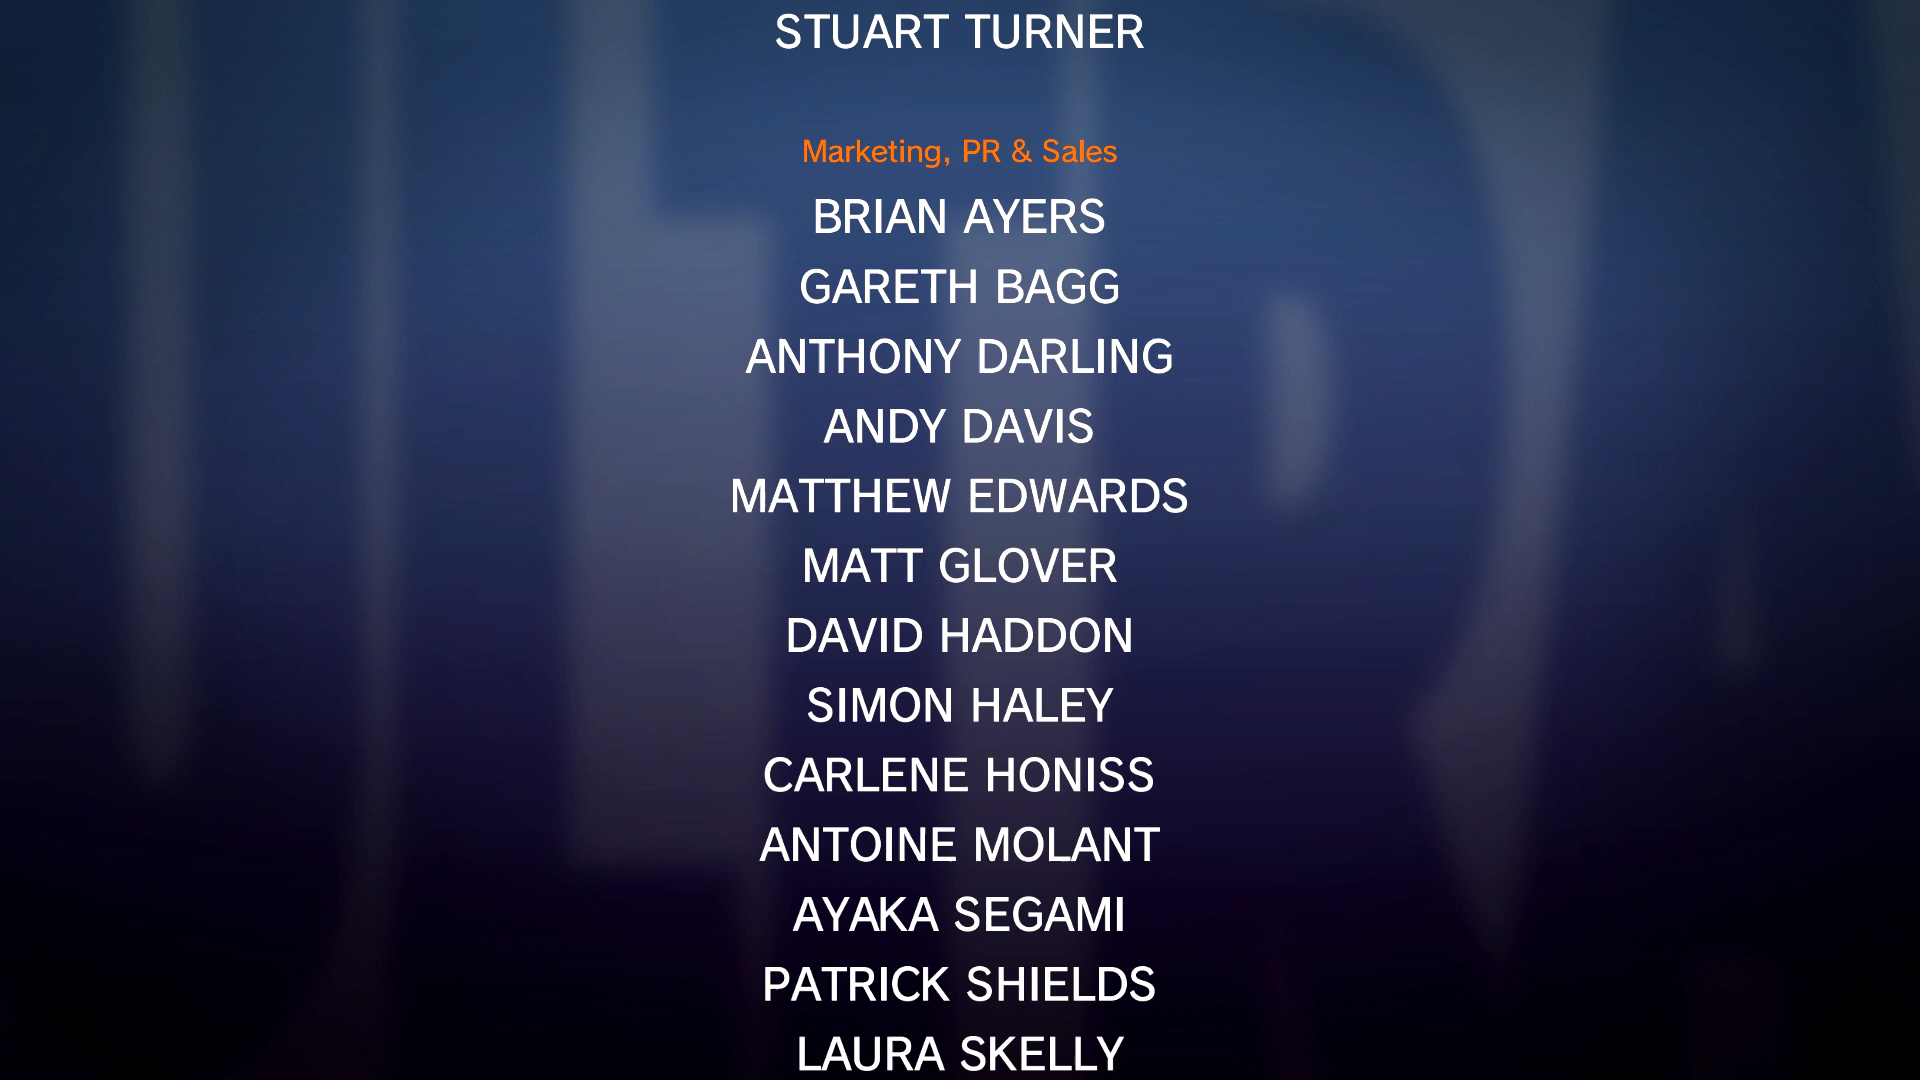 STUART TURNER
Marketing, PR & Sales
BRIAN AYERS
GARETH BAGG
ANTHONY DARLING
ANDY DAVIS
MATTHEW EDWARDS
MATT GLOVER
DAVID HADDON
SIMON HALEY
CARLENE HONISS
ANTOINE MOLANT
AYAKA SEGAMI
PATRICK SHIELDS
LAURA SKELLY